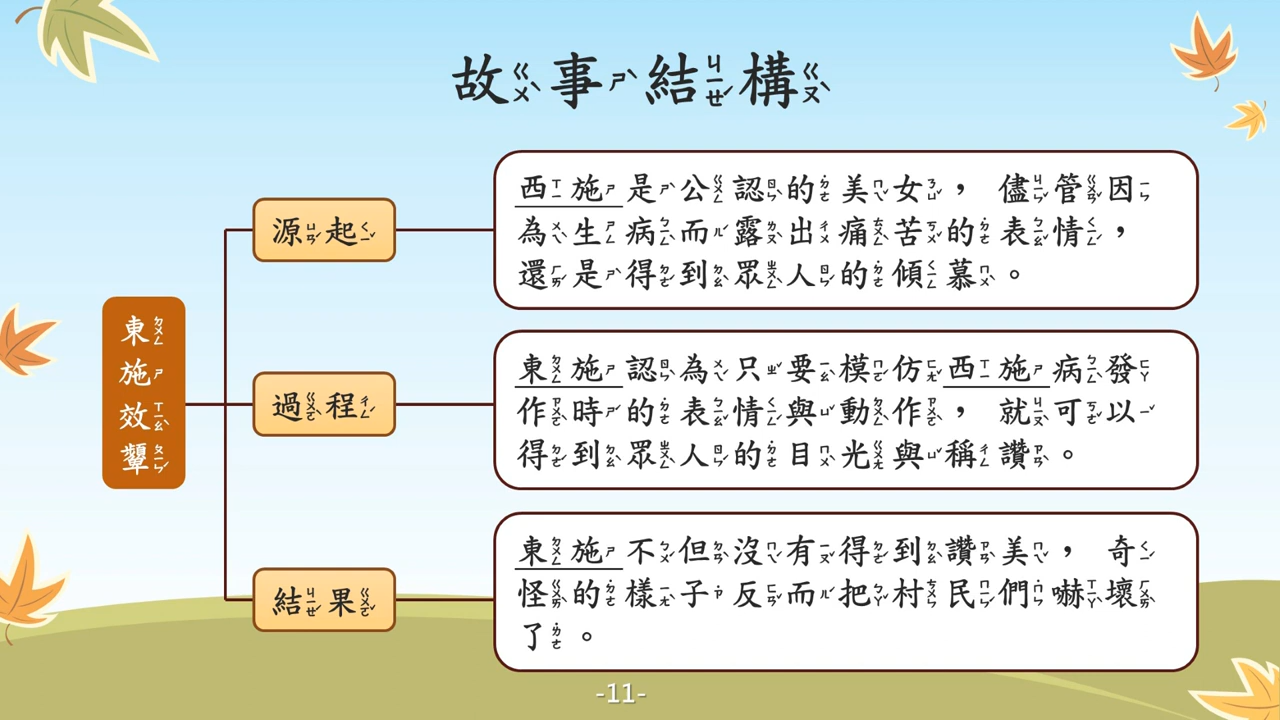 故事結構
東施效顰
源起
西施是公認的美女，儘管因
為生病而露出痛苦的表情，
還是得到眾人的傾慕。
過程
東施認為只要模仿西施病發
作時的表情與動作，就可以
得到眾人的目光與稱讚。
結果
東施不但沒有得到讚美，奇
怪的樣子反而把村民們嚇壞
了。
-11-